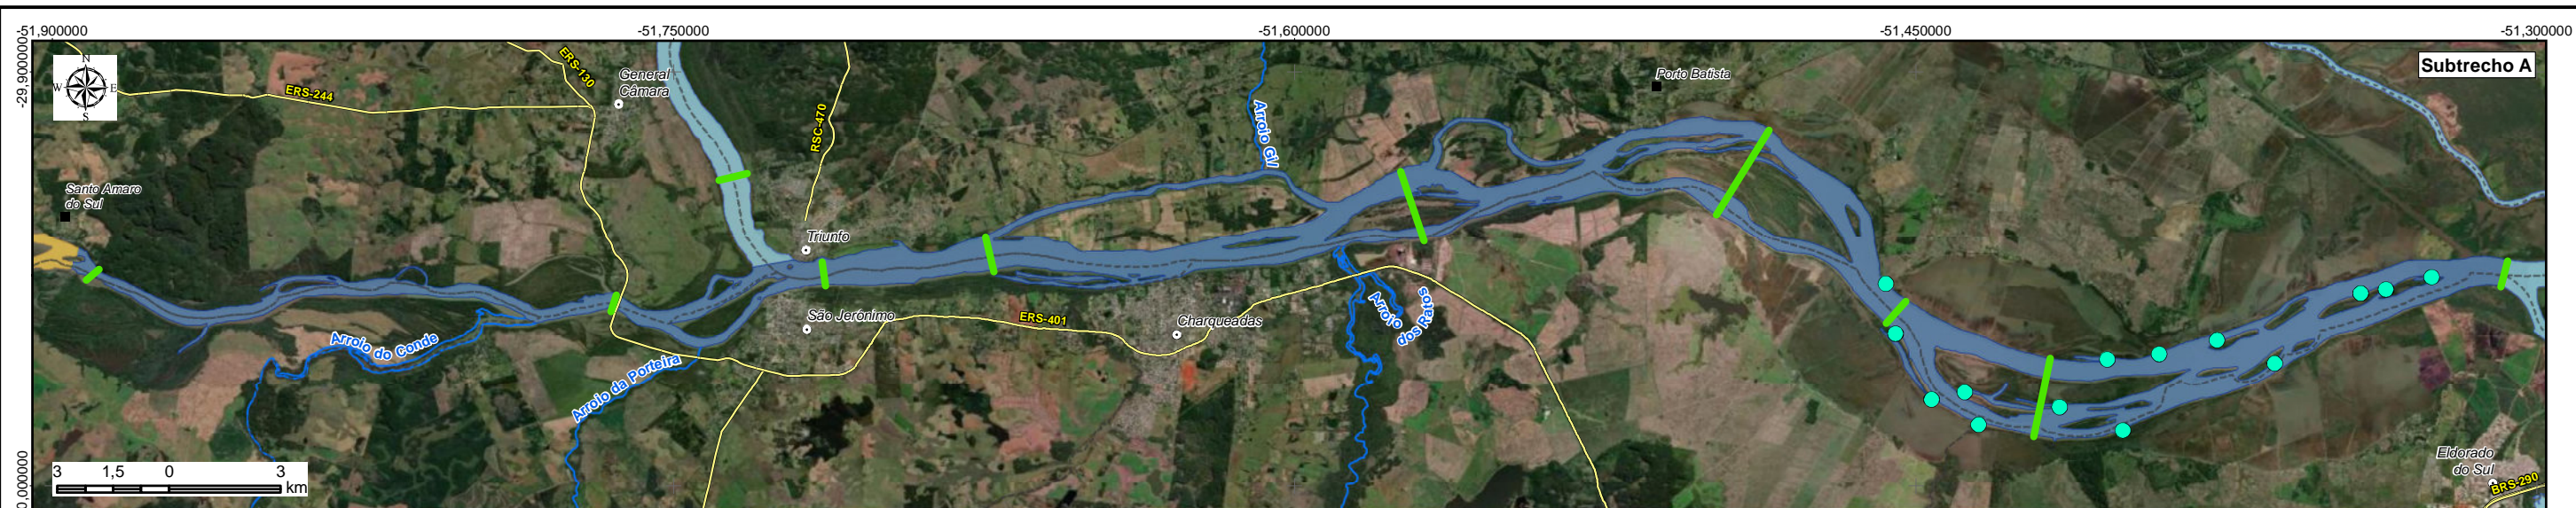 -51,900000
-51,750000
-51,600000
-51,450000
-51,300000
-29,900000
N
W
E
S
ERS-244
ERS-130
General
Câmara
RSC-470
Arroio Gil
Porto Batista
Subtrecho A
Santo Amaro
do Sul
Triunfo
São Jerônimo
ERS-401
Charqueadas
Arroio
dos Ratos
Arroio do Conde
Arroio da Porteira
Eldorado
do Sul
BRS-290
3
1,5
0
3
km
0,000000